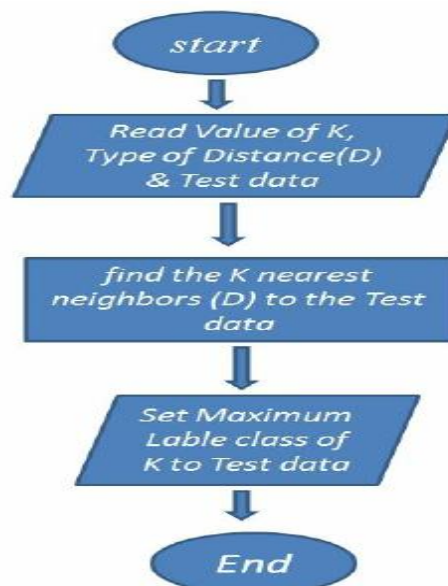 start
Read Value of K,
Type of Distance(D)
& Test data
find the K nearest
neighbors (D) to the Test
data
Set Maximum
Lable class of
K to Test data
End